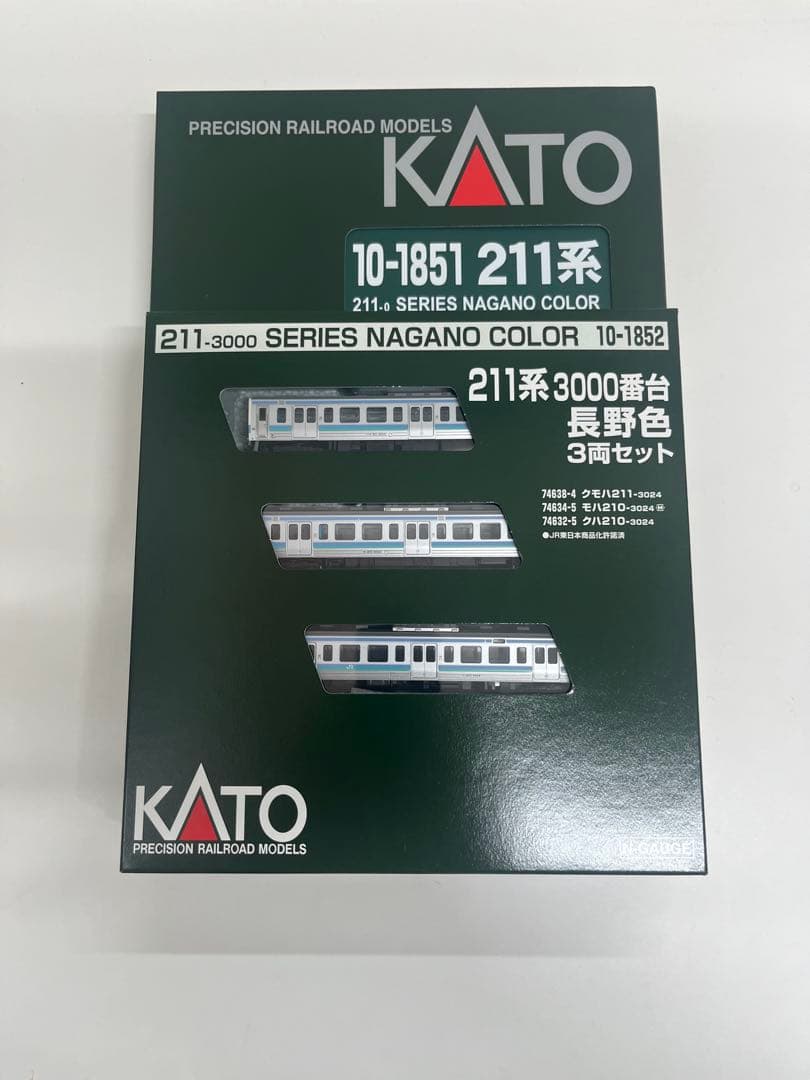 PRECISION RAILROAD MODELS
KATO
10-1851 211系
211-0 SERIES NAGANO COLOR
211-3000 SERIES NAGANO COLOR 10-1852
211系 3000番台
長野色
3両セット
74638-4 クモハ211-3024
74634-5 モハ210-3024 Ⓜ
74632-5 クハ210-3024
●JR東日本商品化許諾済
JR
KATO
PRECISION RAILROAD MODELS
N-GAUGE